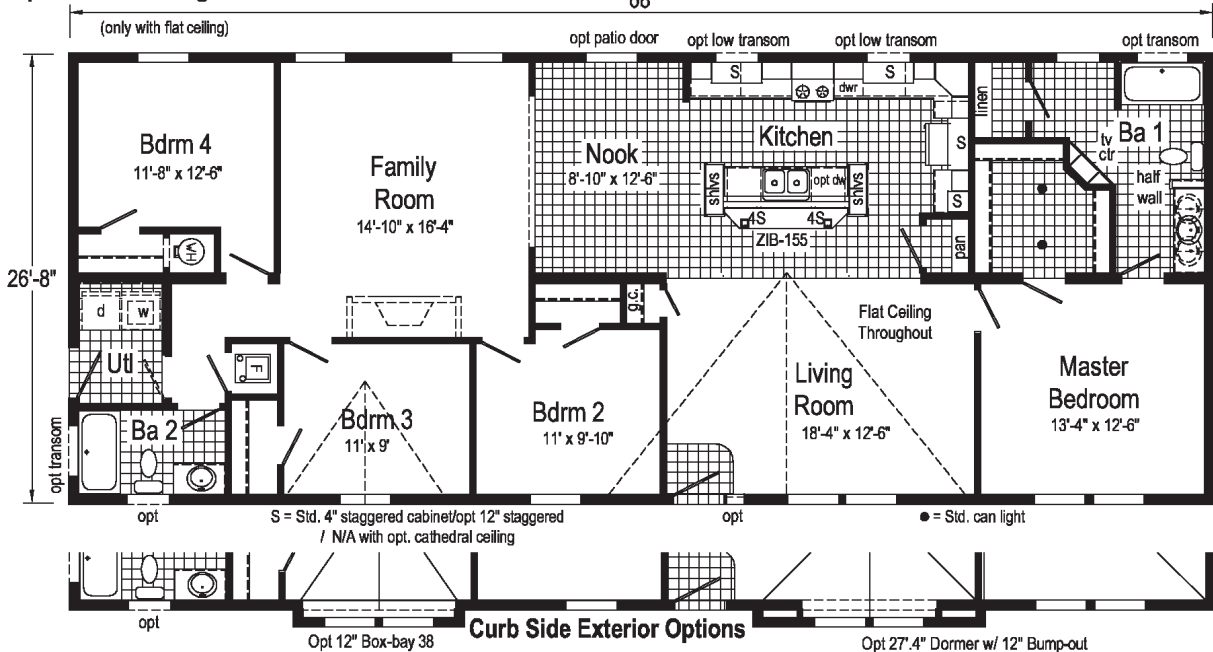 (only with flat ceiling)
opt patio door
opt low transom
opt low transom
opt transom
26'-8"
Bdrm 4
11'-8" x 12'-6"
WH
Family
Room
14'-10" x 16'-4"
Nook
8'-10" x 12'-6"
Kitchen
S
S
dwr
S
S
shlvs
opt dw
shlvs
4S
4S
ZIB-155
pan
linen
tv
ctr
Ba 1
half
wall
d
w
Utl
F
g.c.
Flat Ceiling
Throughout
Living
Room
18'-4" x 12'-6"
Master
Bedroom
13'-4" x 12'-6"
Bdrm 3
11' x 9'
Bdrm 2
11' x 9'-10"
Ba 2
opt transom
opt
S = Std. 4" staggered cabinet/opt 12" staggered
/ N/A with opt. cathedral ceiling
opt
● = Std. can light
opt
Opt 12" Box-bay 38
Curb Side Exterior Options
Opt 27'.4" Dormer w/ 12" Bump-out